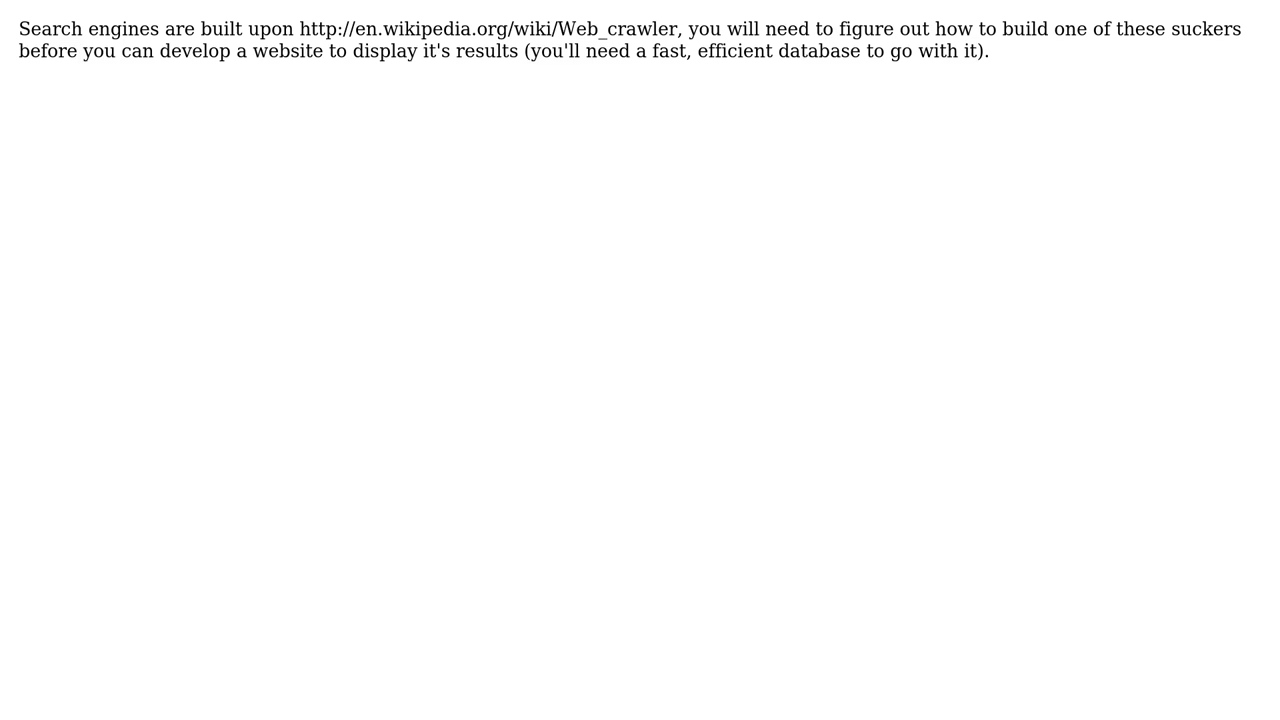 Search engines are built upon http://en.wikipedia.org/wiki/Web_crawler, you will need to figure out how to build one of these suckers
before you can develop a website to display it's results (you'll need a fast, efficient database to go with it).